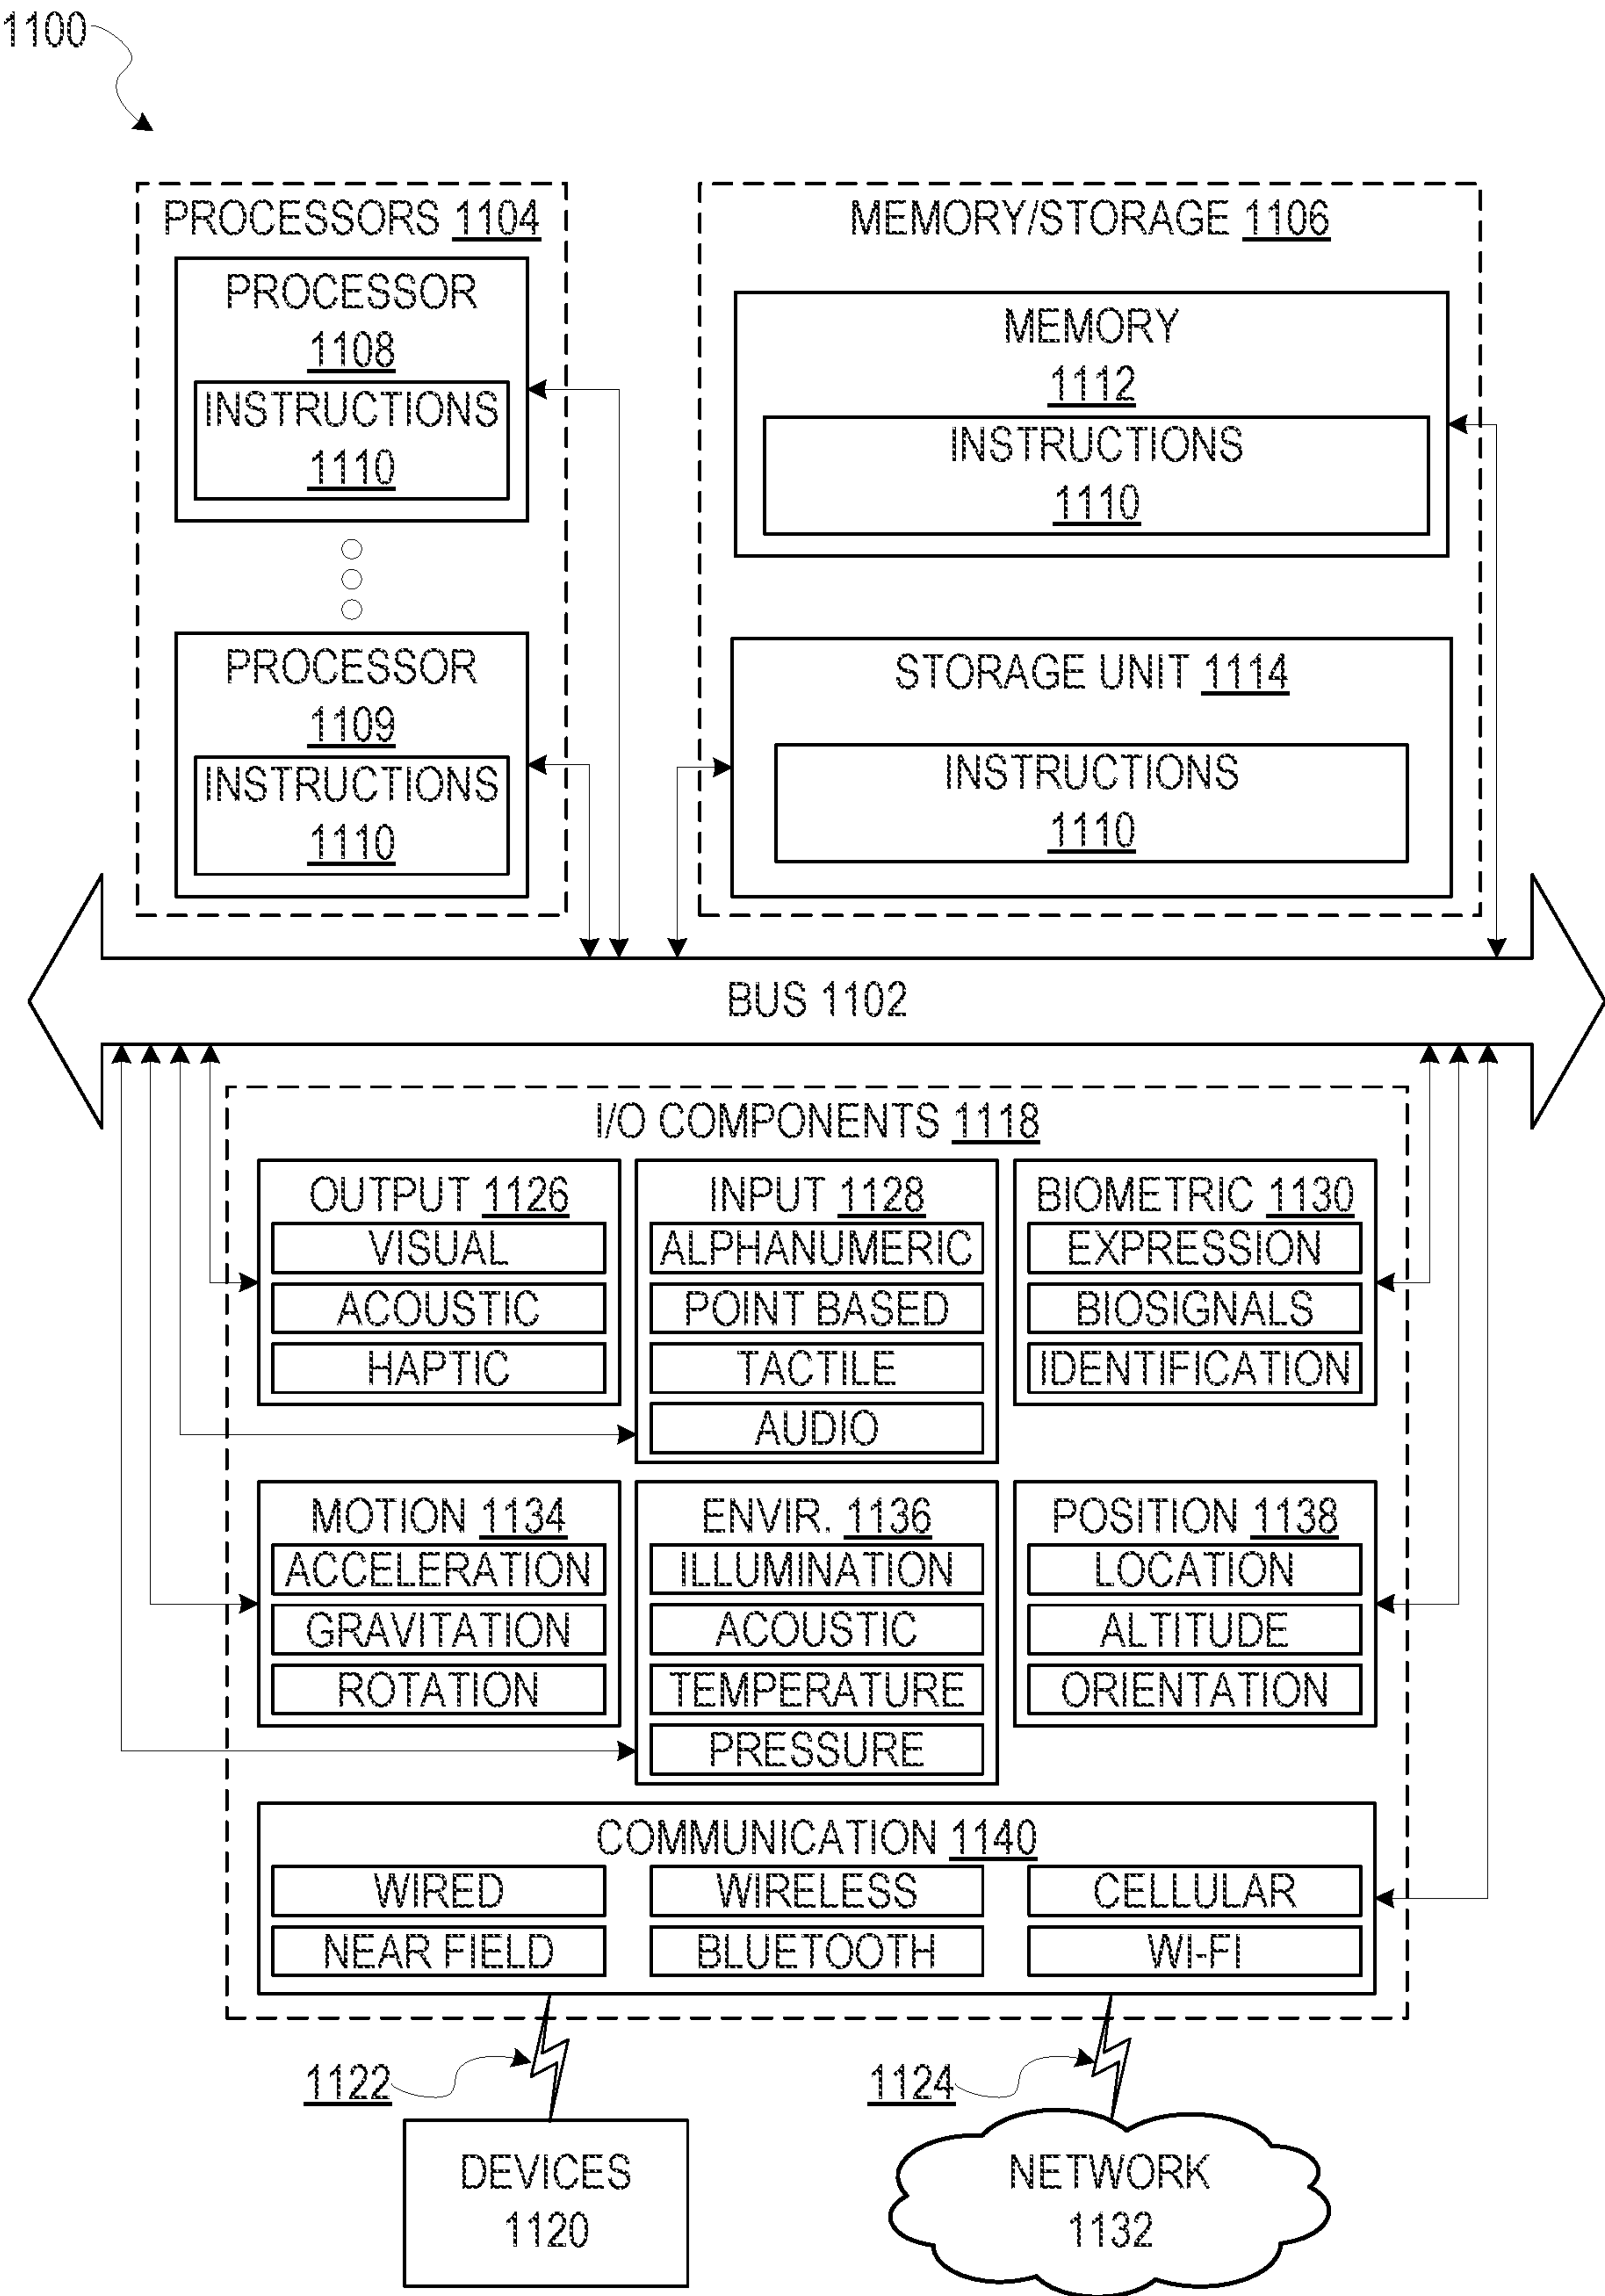 1100
PROCESSORS 1104
PROCESSOR
1108
INSTRUCTIONS
1110
PROCESSOR
1109
INSTRUCTIONS
1110
MEMORY/STORAGE 1106
MEMORY
1112
INSTRUCTIONS
1110
STORAGE UNIT 1114
INSTRUCTIONS
1110
BUS 1102
I/O COMPONENTS 1118
OUTPUT 1126
VISUAL
ACOUSTIC
HAPTIC
INPUT 1128
ALPHANUMERIC
POINT BASED
TACTILE
AUDIO
BIOMETRIC 1130
EXPRESSION
BIOSIGNALS
IDENTIFICATION
MOTION 1134
ACCELERATION
GRAVITATION
ROTATION
ENVIR. 1136
ILLUMINATION
ACOUSTIC
TEMPERATURE
PRESSURE
POSITION 1138
LOCATION
ALTITUDE
ORIENTATION
COMMUNICATION 1140
WIRED
WIRELESS
CELLULAR
NEAR FIELD
BLUETOOTH
WI-FI
1122
1124
DEVICES
1120
NETWORK
1132